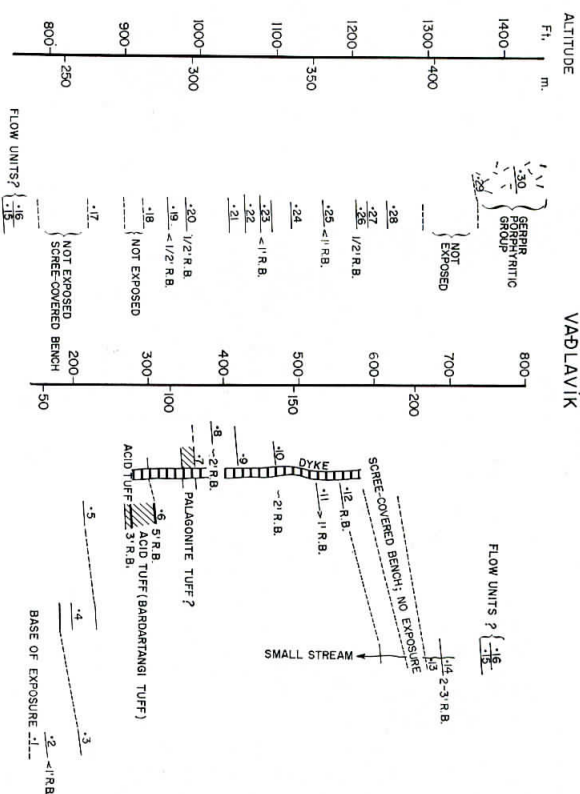 VAÐLAVÍK
ALTITUDE
Ft.
m.
1400
1300
1200
1100
1000
900
800
400
350
300
250
·30
·29
GERPIR
PORPHYRITIC
GROUP
NOT
EXPOSED
·28
·27
·26 1/2' R.B.
·25 <1' R.B.
·24
·23 <1' R.B.
·22
·21
·20 1/2' R.B.
·19 <1/2' R.B.
·18
NOT EXPOSED
·17
NOT EXPOSED
SCREE-COVERED BENCH
FLOW UNITS? ·16
·15
800
700
600
500
400
300
200
200
150
100
50
FLOW UNITS ? ·16
·15
·14 2-3' R.B.
·13
SCREE-COVERED BENCH; NO EXPOSURE
SMALL STREAM
·12 -R.B.
·11 >1' R.B.
DYKE
·10 ~2' R.B.
·9
·8 ~2' R.B.
·7
PALAGONITE TUFF ?
·6 5' R.B.
ACID TUFF (BARDARTANGI TUFF)
ACID TUFF 3' R.B.
·5
·4
·3
·2 <1' R.B.
BASE OF EXPOSURE ·1